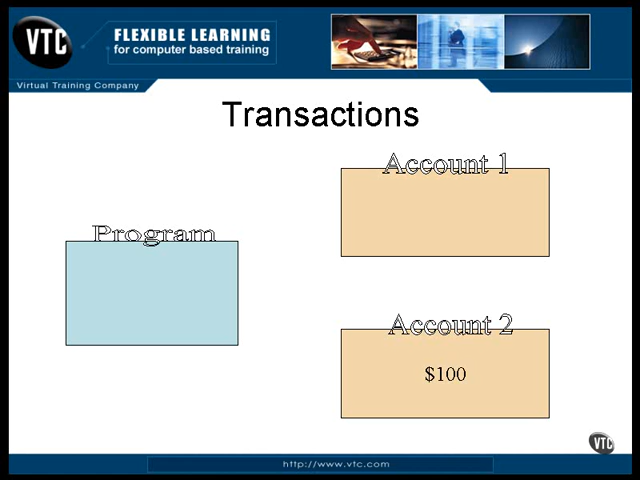 VTC
FLEXIBLE LEARNING
for computer based training
Virtual Training Company
Transactions
Account 1
Program
Account 2
$100
VTC
http://www.vtc.com